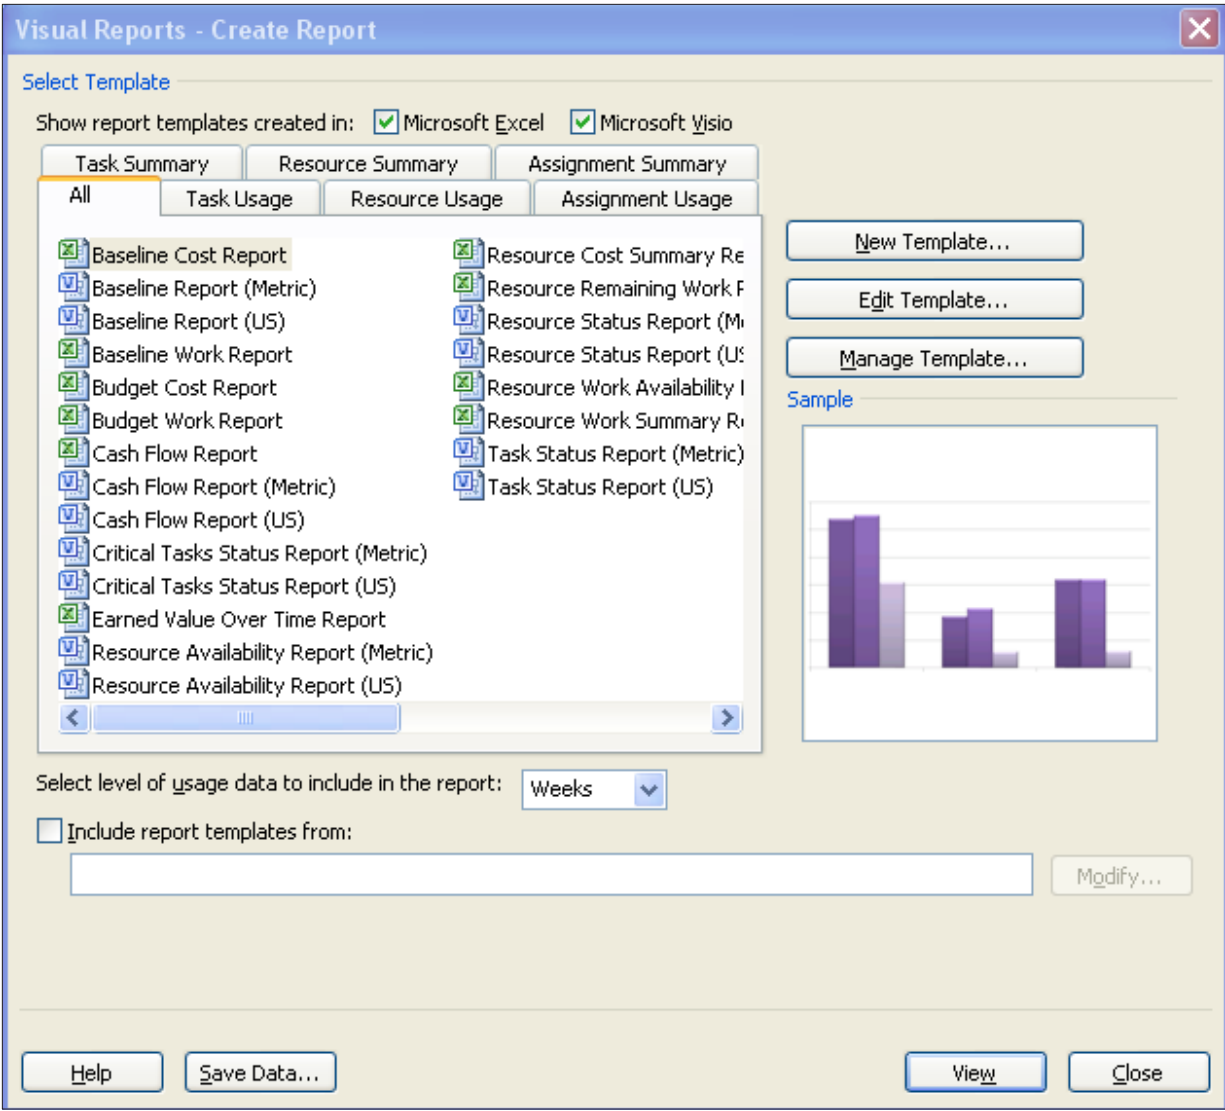 Visual Reports - Create Report
Select Template
Show report templates created in: Microsoft Excel Microsoft Visio
Task Summary Resource Summary Assignment Summary
All Task Usage Resource Usage Assignment Usage
Baseline Cost Report
Baseline Report (Metric)
Baseline Report (US)
Baseline Work Report
Budget Cost Report
Budget Work Report
Cash Flow Report
Cash Flow Report (Metric)
Cash Flow Report (US)
Critical Tasks Status Report (Metric)
Critical Tasks Status Report (US)
Earned Value Over Time Report
Resource Availability Report (Metric)
Resource Availability Report (US)
Resource Cost Summary Re
Resource Remaining Work
Resource Status Report (M
Resource Status Report (US
Resource Work Availability
Resource Work Summary R
Task Status Report (Metric)
Task Status Report (US)
New Template...
Edit Template...
Manage Template...
Sample
Select level of usage data to include in the report: Weeks
Include report templates from:
Modify...
Help Save Data... View Close